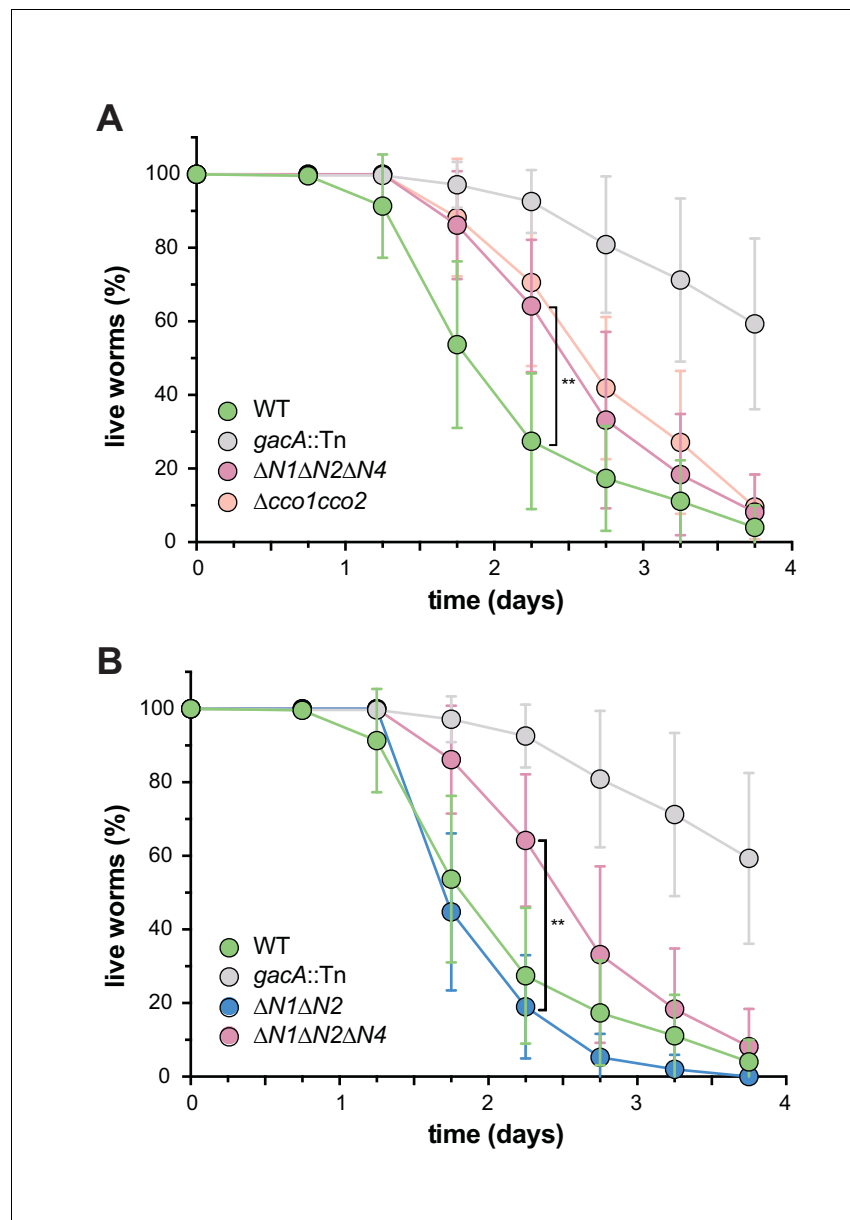 A
live worms (%)
100
80
60
40
20
0
**
WT
gacA::Tn
ΔN1ΔN2ΔN4
Δcco1cco2
0 1 2 3 4
time (days)
B
live worms (%)
100
80
60
40
20
0
**
WT
gacA::Tn
ΔN1ΔN2
ΔN1ΔN2ΔN4
0 1 2 3 4
time (days)